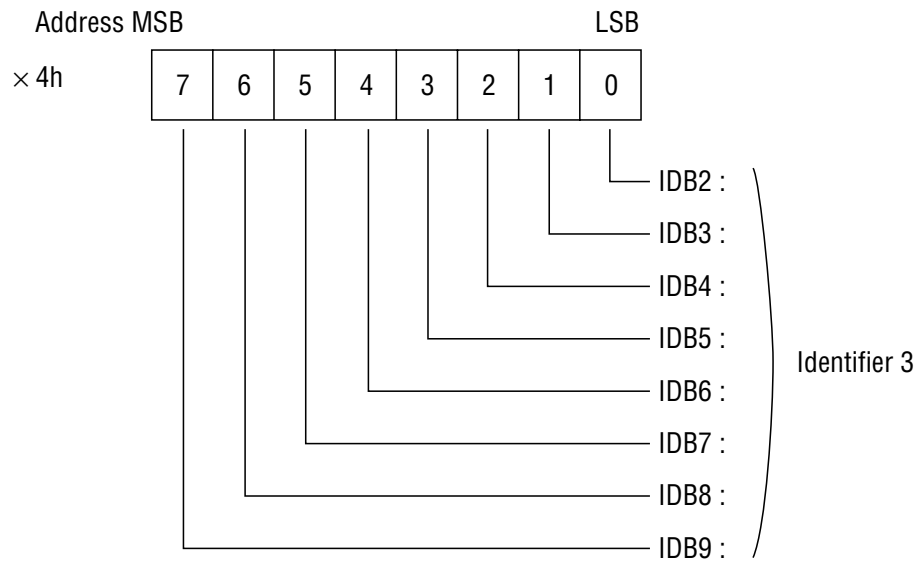 Address MSB LSB
× 4h 7 6 5 4 3 2 1 0
IDB2 :
IDB3 :
IDB4 :
IDB5 :
Identifier 3
IDB6 :
IDB7 :
IDB8 :
IDB9 :